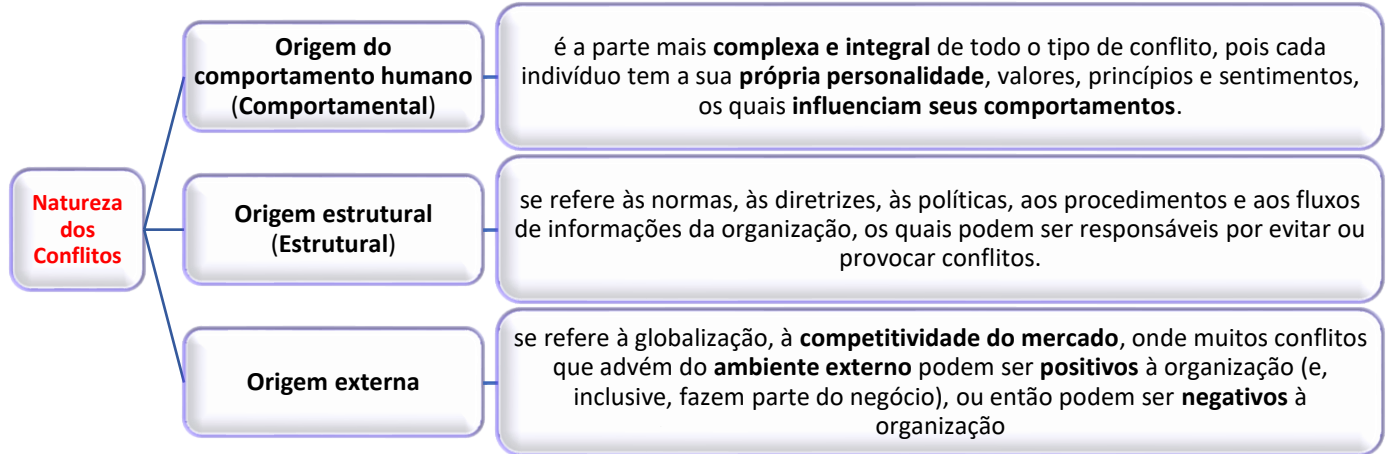 Natureza
dos
Conflitos
Origem do
comportamento humano
(Comportamental)
é a parte mais complexa e integral de todo o tipo de conflito, pois cada
indivíduo tem a sua própria personalidade, valores, princípios e sentimentos,
os quais influenciam seus comportamentos.
Origem estrutural
(Estrutural)
se refere às normas, às diretrizes, às políticas, aos procedimentos e aos fluxos
de informações da organização, os quais podem ser responsáveis por evitar ou
provocar conflitos.
Origem externa
se refere à globalização, à competitividade do mercado, onde muitos conflitos
que advém do ambiente externo podem ser positivos à organização (e,
inclusive, fazem parte do negócio), ou então podem ser negativos à
organização